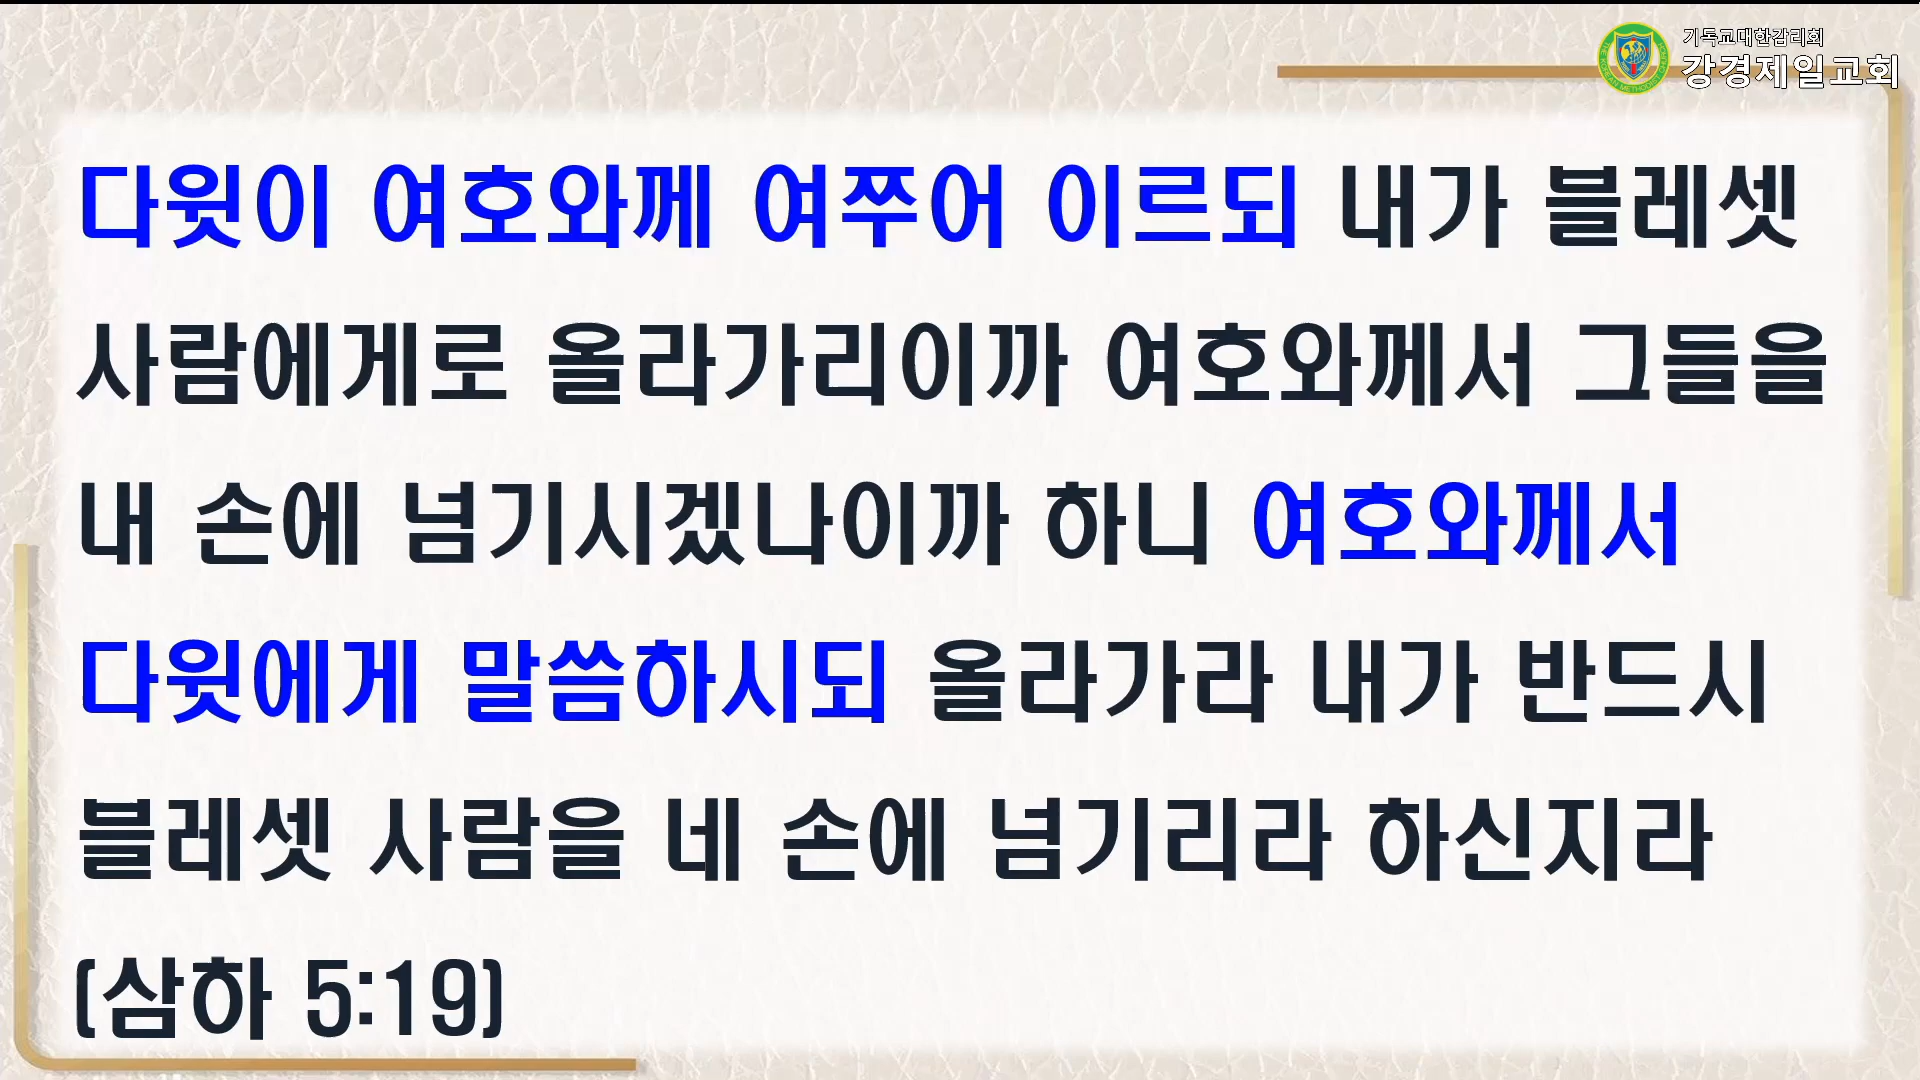 기독교대한감리회
강경제일교회
다윗이 여호와께 여쭈어 이르되 내가 블레셋
사람에게로 올라가리이까 여호와께서 그들을
내 손에 넘기시겠나이까 하니 여호와께서
다윗에게 말씀하시되 올라가라 내가 반드시
블레셋 사람을 네 손에 넘기리라 하신지라
(삼하 5:19)